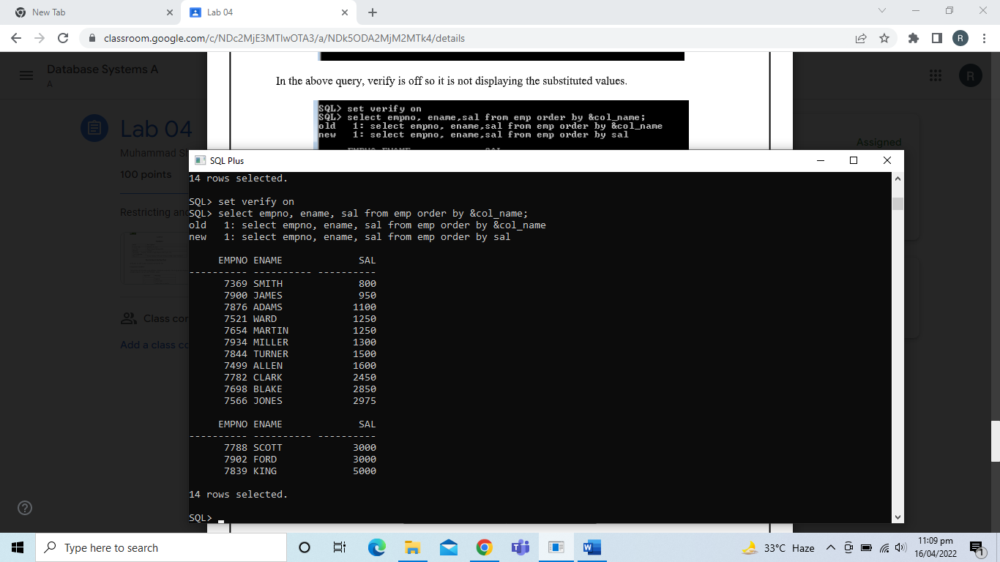 New Tab
Lab 04
classroom.google.com/c/NDc2MjE3MTIwOTA3/a/NDk5ODA2MjM2MTk4/details
R
Database Systems A
A
R
In the above query, verify is off so it is not displaying the substituted values.
SQL> set verify on
SQL> select empno, ename,sal from emp order by &col_name;
old 1: select empno, ename,sal from emp order by &col_name
new 1: select empno, ename,sal from emp order by sal
EMPNO ENAME SAL
Lab 04
Assigned
Muhammad
100 points
Restricting
Class
Add a class
SQL Plus
14 rows selected.
SQL> set verify on
SQL> select empno, ename, sal from emp order by &col_name;
old 1: select empno, ename, sal from emp order by &col_name
new 1: select empno, ename, sal from emp order by sal
EMPNO ENAME SAL
---------- ---------- ----------
7369 SMITH 800
7900 JAMES 950
7876 ADAMS 1100
7521 WARD 1250
7654 MARTIN 1250
7934 MILLER 1300
7844 TURNER 1500
7499 ALLEN 1600
7782 CLARK 2450
7698 BLAKE 2850
7566 JONES 2975
EMPNO ENAME SAL
---------- ---------- ----------
7788 SCOTT 3000
7902 FORD 3000
7839 KING 5000
14 rows selected.
SQL>
Type here to search
33°C Haze
11:09 pm
16/04/2022
1